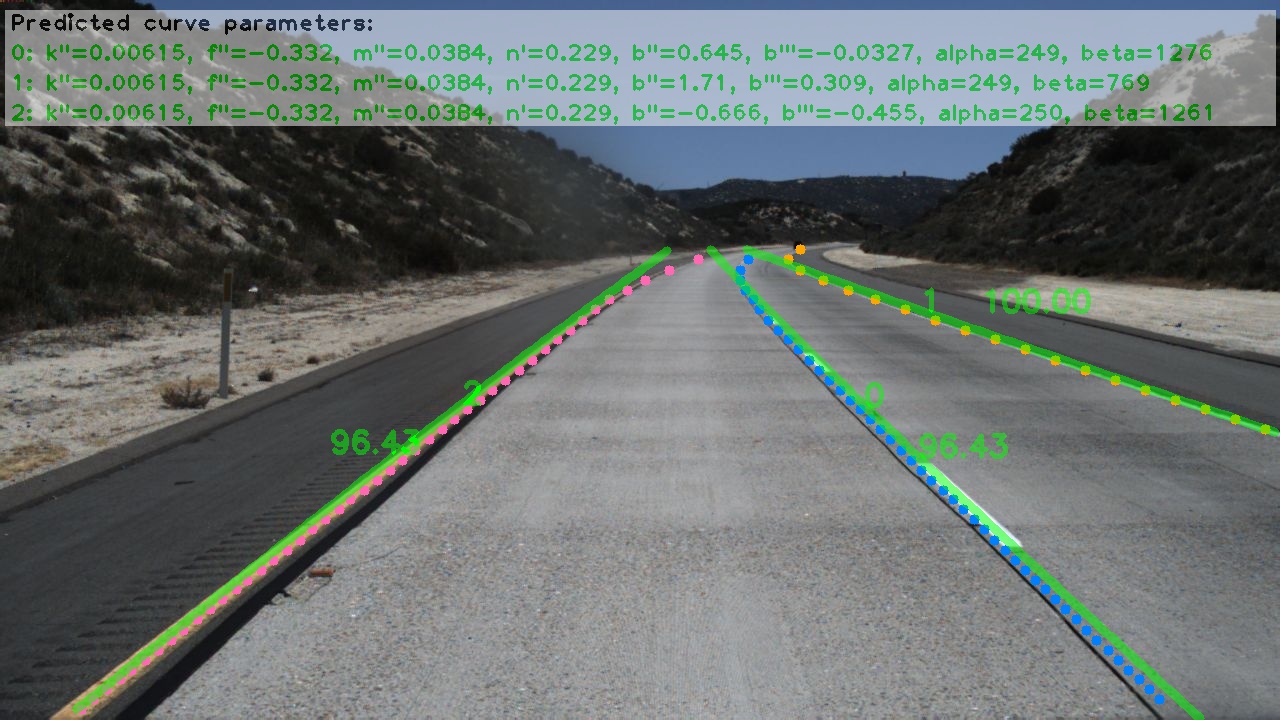 Predicted curve parameters:
0: k''=0.00615, f''=-0.332, m''=0.0384, n'=0.229, b''=0.645, b'''=-0.0327, alpha=249, beta=1276
1: k''=0.00615, f''=-0.332, m''=0.0384, n'=0.229, b''=1.71, b'''=0.309, alpha=249, beta=769
2: k''=0.00615, f''=-0.332, m''=0.0384, n'=0.229, b''=-0.666, b'''=-0.455, alpha=250, beta=1261
1 100.00
2
0
96.43
96.43